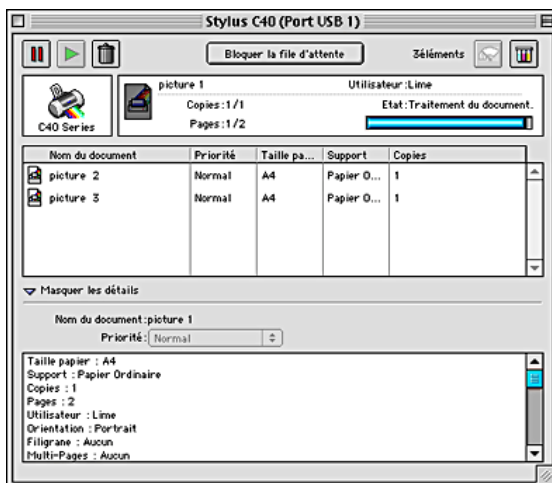 Stylus C40 (Port USB 1)
Bloquer la file d'attente
3éléments
C40 Series
picture 1
Utilisateur :Lime
Copies :1/1
Etat :Traitement du document.
Pages :1/2
Nom du document Priorité Taille pa... Support Copies
picture 2 Normal A4 Papier O... 1
picture 3 Normal A4 Papier O... 1
Masquer les détails
Nom du document :picture 1
Priorité : Normal
Taille papier : A4
Support : Papier Ordinaire
Copies : 1
Pages : 2
Utilisateur : Lime
Orientation : Portrait
Filigrane : Aucun
Multi-Pages : Aucun